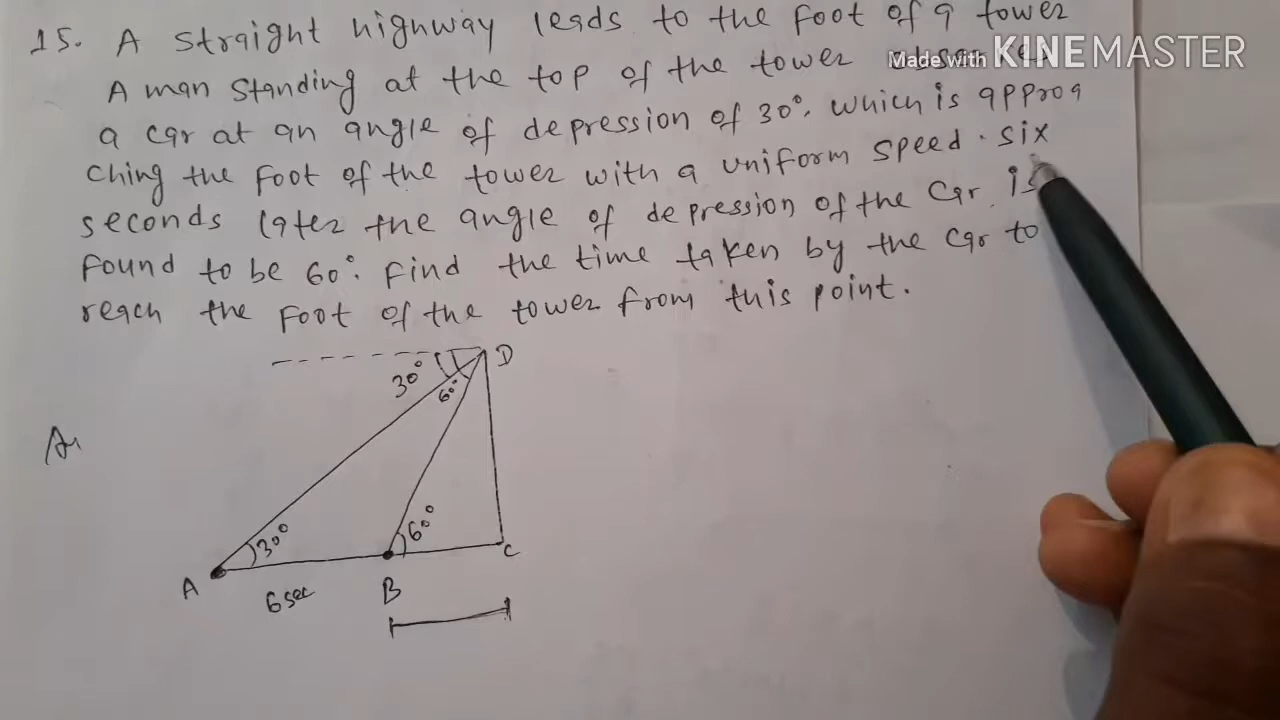 15. A straight highway leads to the foot of a tower
Made with KINEMASTER
A man standing at the top of the tower
a car at an angle of depression of 30°. which is approa
ching the foot of the tower with a uniform speed. six
seconds later the angle of depression of the car is
found to be 60°. find the time taken by the car to
reach the foot of the tower from this point.
D
30°
60°
30°
60°
A
6 sec
B
C